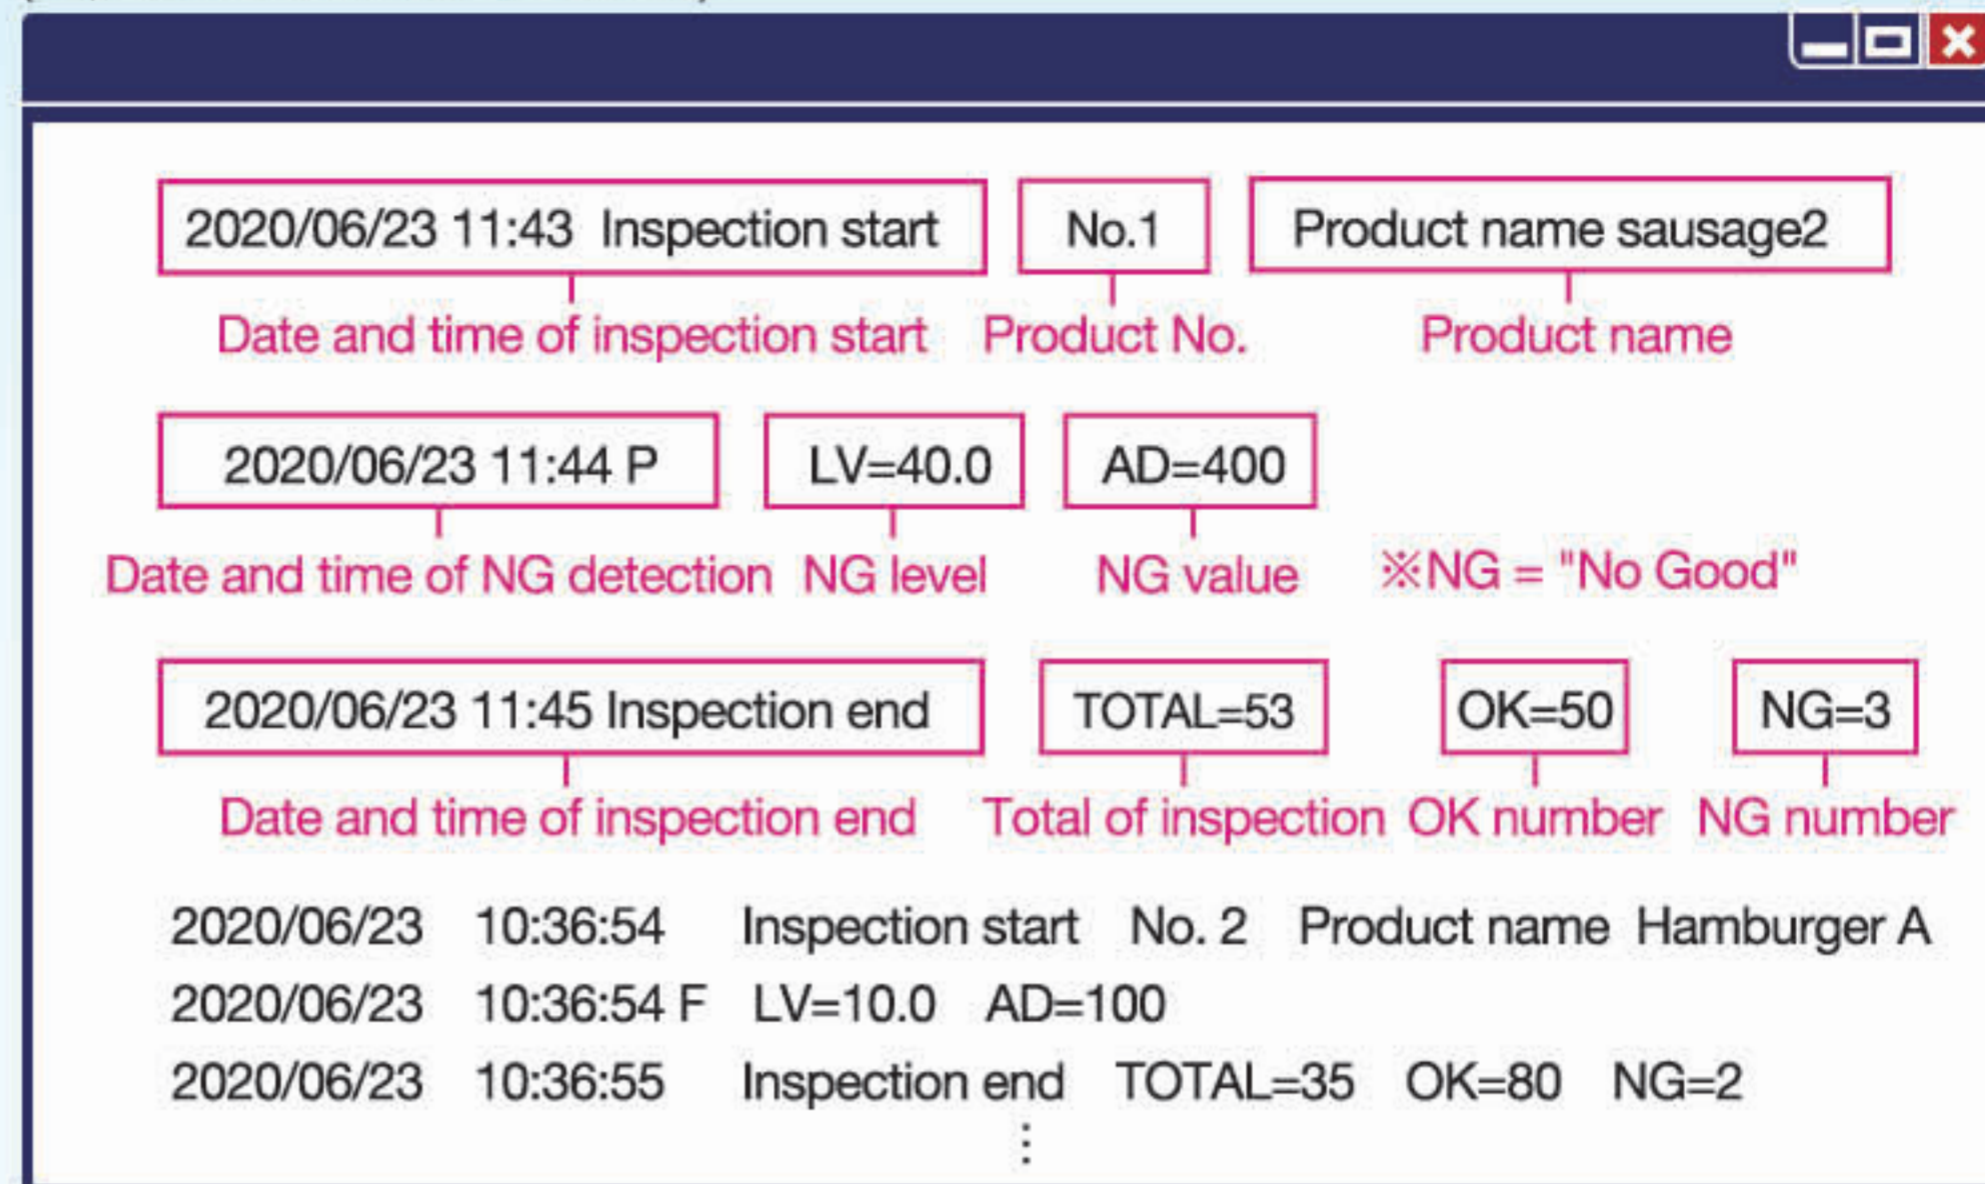 2020/06/23 11:43 Inspection start No.1 Product name sausage2
Date and time of inspection start Product No. Product name
2020/06/23 11:44 P LV=40.0 AD=400
Date and time of NG detection NG level NG value ※NG = "No Good"
2020/06/23 11:45 Inspection end TOTAL=53 OK=50 NG=3
Date and time of inspection end Total of inspection OK number NG number
2020/06/23 10:36:54 Inspection start No. 2 Product name Hamburger A
2020/06/23 10:36:54 F LV=10.0 AD=100
2020/06/23 10:36:55 Inspection end TOTAL=35 OK=80 NG=2
⋮